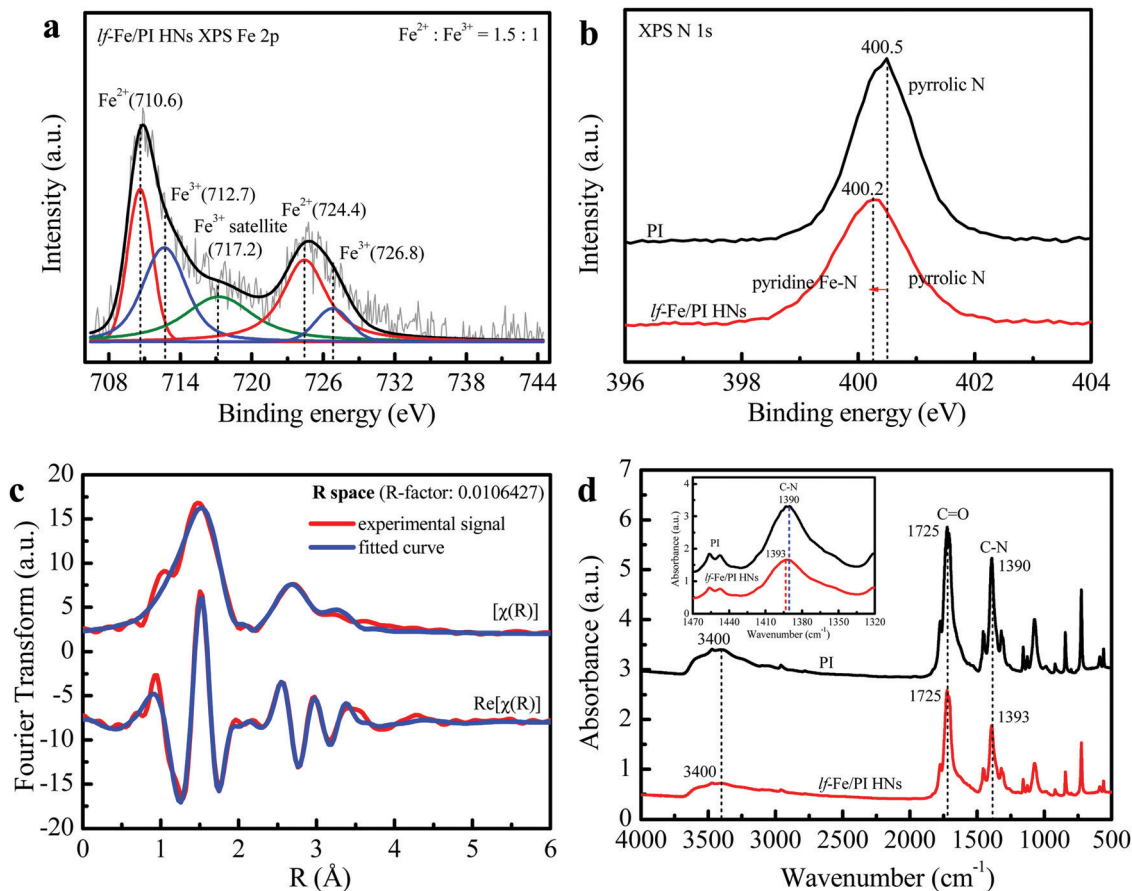 a
lf-Fe/PI HNs XPS Fe 2p
Fe²⁺ : Fe³⁺ = 1.5 : 1
Fe²⁺(710.6)
Fe³⁺(712.7)
Fe³⁺ satellite
(717.2)
Fe²⁺(724.4)
Fe³⁺(726.8)
Intensity (a.u.)
708 714 720 726 732 738 744
Binding energy (eV)
b
XPS N 1s
400.5
pyrrolic N
400.2
PI
pyridine Fe-N
pyrrolic N
lf-Fe/PI HNs
Intensity (a.u.)
396 398 400 402 404
Binding energy (eV)
c
R space (R-factor: 0.0106427)
experimental signal
fitted curve
[χ(R)]
Re[χ(R)]
Fourier Transform (a.u.)
20
15
10
5
0
-5
-10
-15
-20
0 1 2 3 4 5 6
R (Å)
d
C-N
1390
PI
1393
lf-Fe/PI HNs
Absorbance (a.u.)
4
3
2
1
0
1470 1440 1410 1380 1350 1320
Wavenumber (cm⁻¹)
C=O
1725
C-N
1390
3400
PI
1725
1393
3400
lf-Fe/PI HNs
Absorbance (a.u.)
7
6
5
4
3
2
1
0
4000 3500 3000 2500 2000 1500 1000 500
Wavenumber (cm⁻¹)